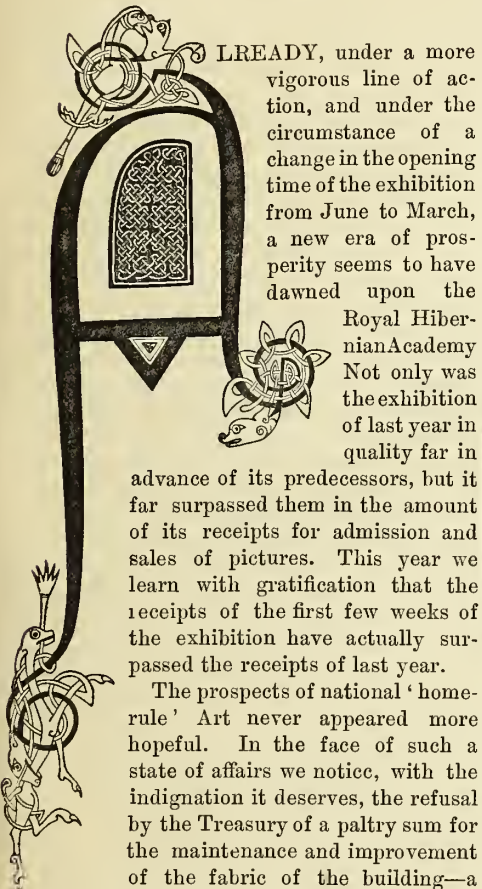 ALREADY, under a more
vigorous line of ac-
tion, and under the
circumstance of a
change in the opening
time of the exhibition
from June to March,
a new era of pros-
perity seems to have
dawned upon the
Royal Hiber-
nian Academy
Not only was
the exhibition
of last year in
quality far in
advance of its predecessors, but it
far surpassed them in the amount
of its receipts for admission and
sales of pictures. This year we
learn with gratification that the
receipts of the first few weeks of
the exhibition have actually sur-
passed the receipts of last year.
The prospects of national ‘home-
rule’ Art never appeared more
hopeful. In the face of such a
state of affairs we notice, with the
indignation it deserves, the refusal
by the Treasury of a paltry sum for
the maintenance and improvement
of the fabric of the building—a